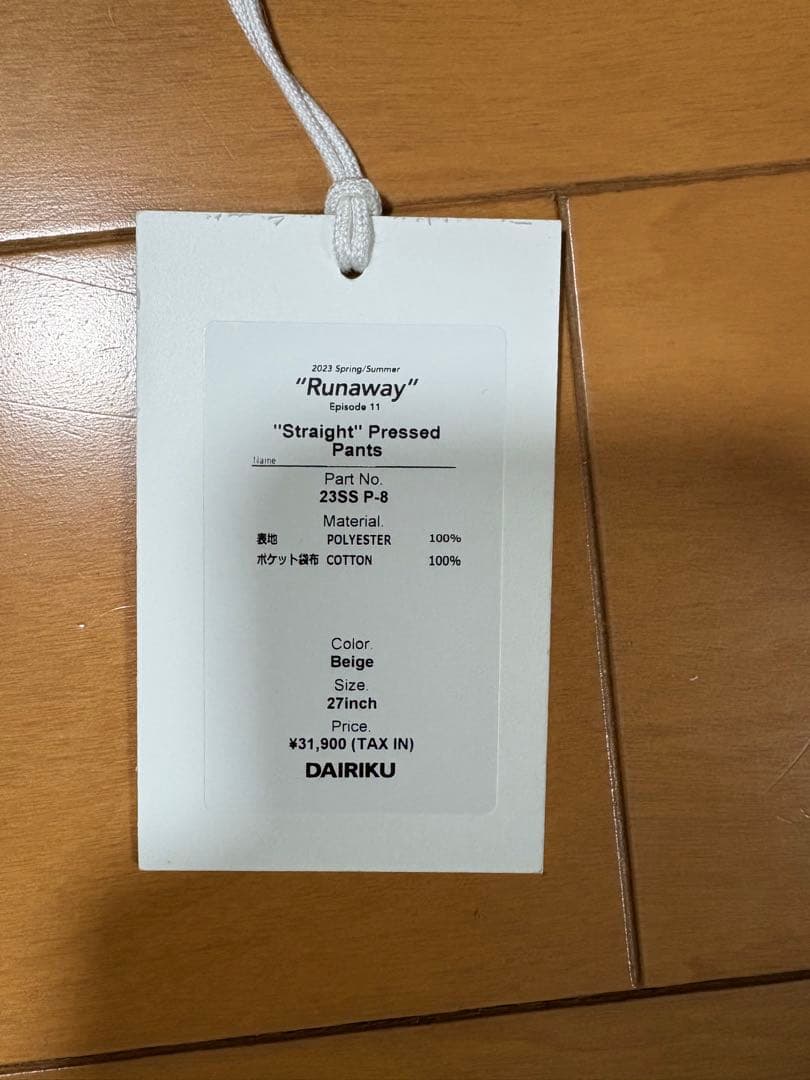 2023 Spring/Summer
"Runaway"
Episode 11
"Straight" Pressed
Pants
Name
Part No.
23SS P-8
Material.
表地 POLYESTER 100%
ポケット袋布 COTTON 100%
Color.
Beige
Size.
27inch
Price.
¥31,900 (TAX IN)
DAIRIKU